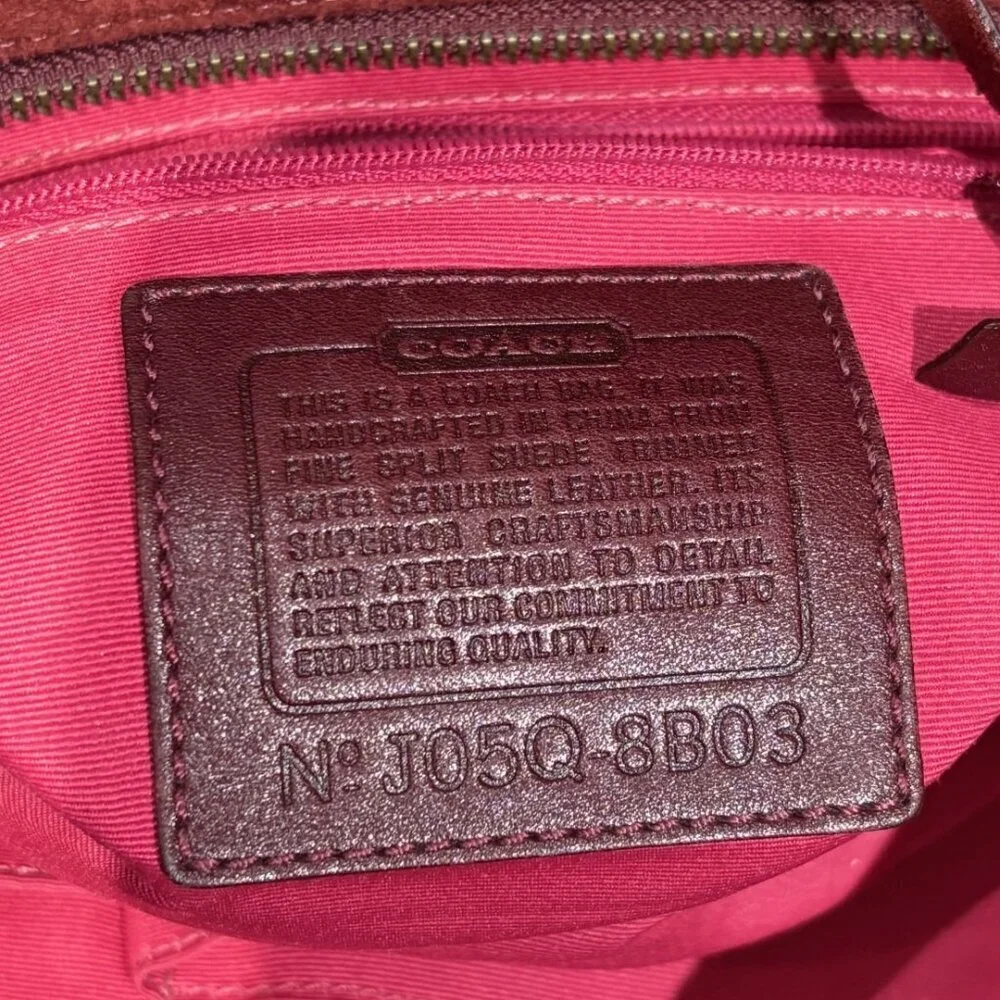 COACH
THIS IS A COACH BAG. IT WAS
HANDCRAFTED IN CHINA FROM
FINE SPLIT SUEDE TRIMMED
WITH GENUINE LEATHER. ITS
SUPERIOR CRAFTSMANSHIP
AND ATTENTION TO DETAIL
REFLECT OUR COMMITMENT TO
ENDURING QUALITY.
Nº J05Q-8B03